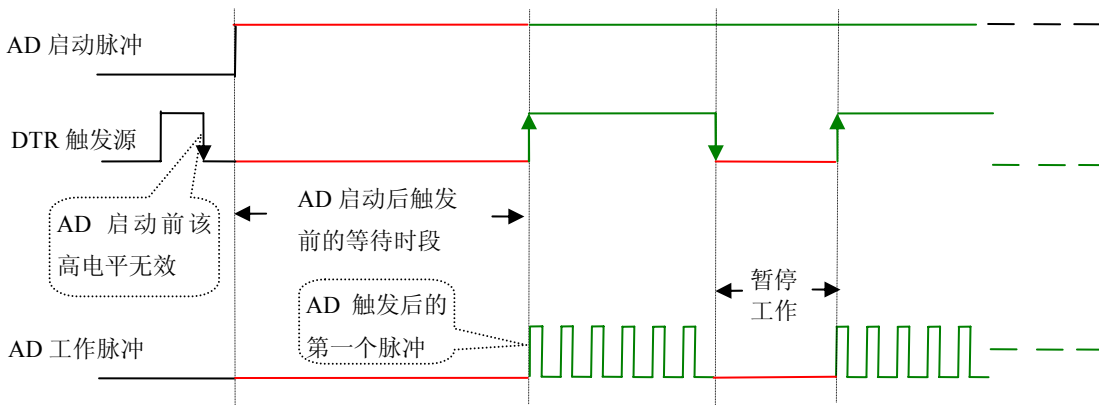 AD 启动脉冲
DTR 触发源
AD 启动前该
高电平无效
AD 启动后触发
前的等待时段
AD 触发后的
第一个脉冲
暂停
工作
AD 工作脉冲